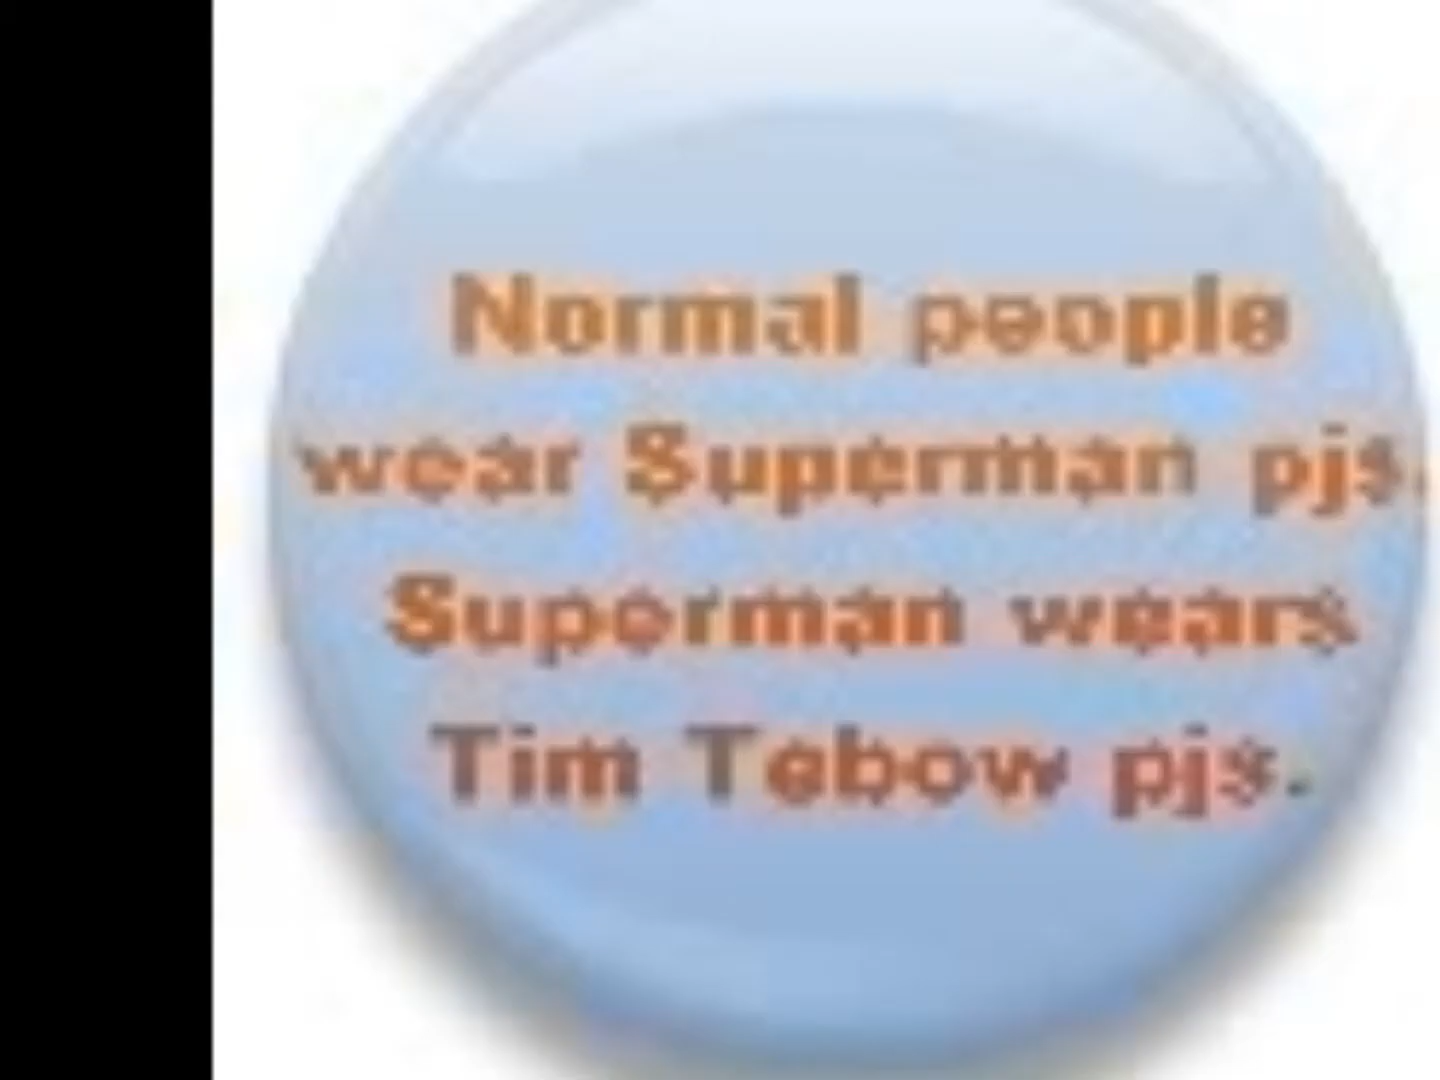 Normal people
wear Superman pjs.
Superman wears
Tim Tebow pjs.